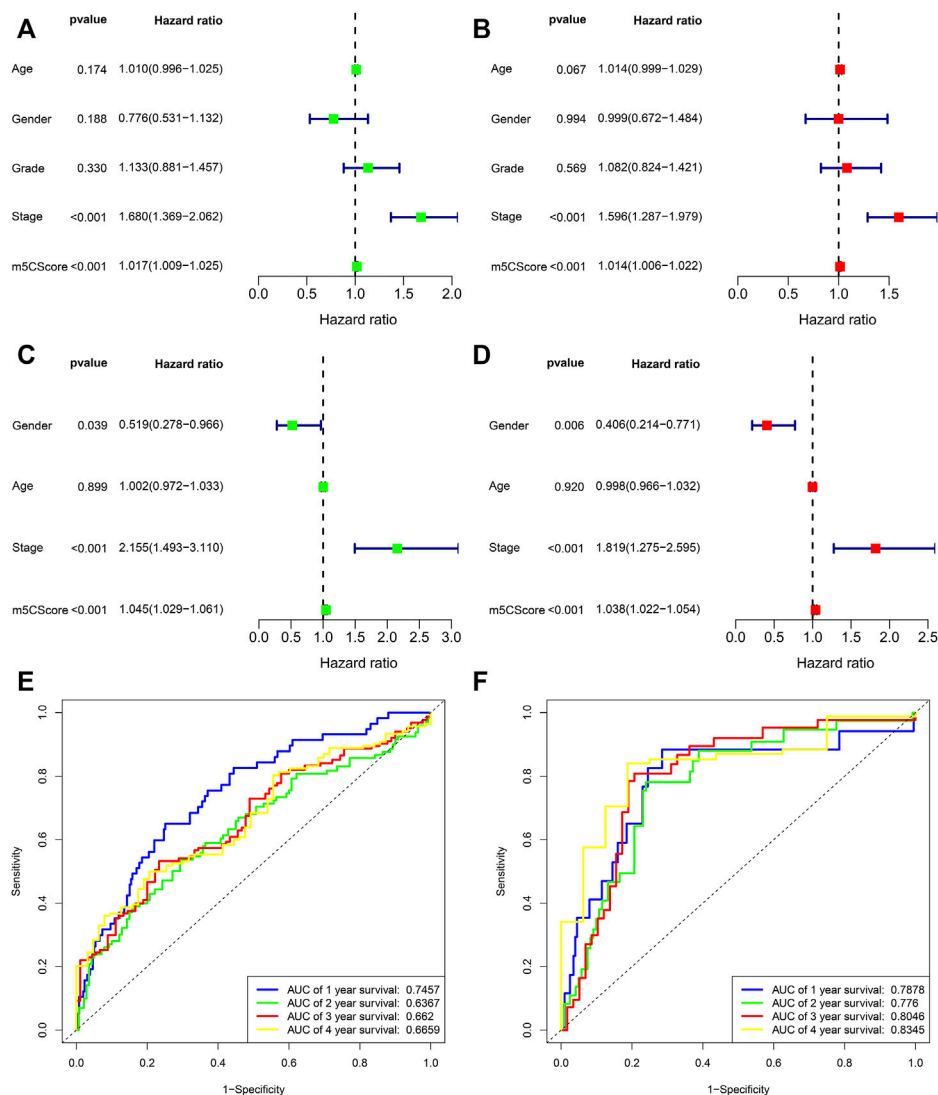 A
pvalue Hazard ratio
Age 0.174 1.010(0.996−1.025)
Gender 0.188 0.776(0.531−1.132)
Grade 0.330 1.133(0.881−1.457)
Stage <0.001 1.680(1.369−2.062)
m5CScore <0.001 1.017(1.009−1.025)
0.0 0.5 1.0 1.5 2.0
Hazard ratio
B
pvalue Hazard ratio
Age 0.067 1.014(0.999−1.029)
Gender 0.994 0.999(0.672−1.484)
Grade 0.569 1.082(0.824−1.421)
Stage <0.001 1.596(1.287−1.979)
m5CScore <0.001 1.014(1.006−1.022)
0.0 0.5 1.0 1.5
Hazard ratio
C
pvalue Hazard ratio
Gender 0.039 0.519(0.278−0.966)
Age 0.899 1.002(0.972−1.033)
Stage <0.001 2.155(1.493−3.110)
m5CScore <0.001 1.045(1.029−1.061)
0.0 0.5 1.0 1.5 2.0 2.5 3.0
Hazard ratio
D
pvalue Hazard ratio
Gender 0.006 0.406(0.214−0.771)
Age 0.920 0.998(0.966−1.032)
Stage <0.001 1.819(1.275−2.595)
m5CScore <0.001 1.038(1.022−1.054)
0.0 0.5 1.0 1.5 2.0 2.5
Hazard ratio
E
Sensitivity
1.0
0.8
0.6
0.4
0.2
0.0
AUC of 1 year survival: 0.7457
AUC of 2 year survival: 0.6367
AUC of 3 year survival: 0.662
AUC of 4 year survival: 0.6659
0.0 0.2 0.4 0.6 0.8 1.0
1−Specificity
F
Sensitivity
1.0
0.8
0.6
0.4
0.2
0.0
AUC of 1 year survival: 0.7878
AUC of 2 year survival: 0.776
AUC of 3 year survival: 0.8046
AUC of 4 year survival: 0.8345
0.0 0.2 0.4 0.6 0.8 1.0
1−Specificity